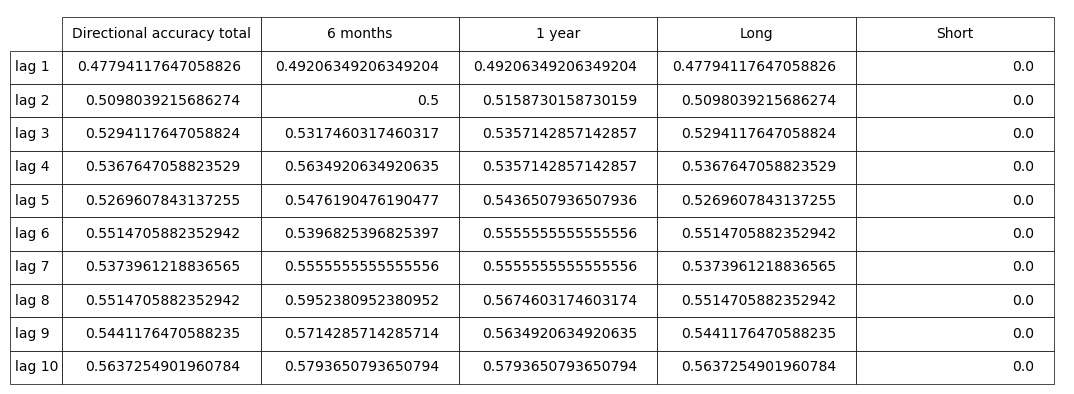 Directional accuracy total 6 months 1 year Long Short
lag 1 0.47794117647058826 0.49206349206349204 0.49206349206349204 0.47794117647058826 0.0
lag 2 0.5098039215686274 0.5 0.5158730158730159 0.5098039215686274 0.0
lag 3 0.5294117647058824 0.5317460317460317 0.5357142857142857 0.5294117647058824 0.0
lag 4 0.5367647058823529 0.5634920634920635 0.5357142857142857 0.5367647058823529 0.0
lag 5 0.5269607843137255 0.5476190476190477 0.5436507936507936 0.5269607843137255 0.0
lag 6 0.5514705882352942 0.5396825396825397 0.5555555555555556 0.5514705882352942 0.0
lag 7 0.5373961218836565 0.5555555555555556 0.5555555555555556 0.5373961218836565 0.0
lag 8 0.5514705882352942 0.5952380952380952 0.5674603174603174 0.5514705882352942 0.0
lag 9 0.5441176470588235 0.5714285714285714 0.5634920634920635 0.5441176470588235 0.0
lag 10 0.5637254901960784 0.5793650793650794 0.5793650793650794 0.5637254901960784 0.0